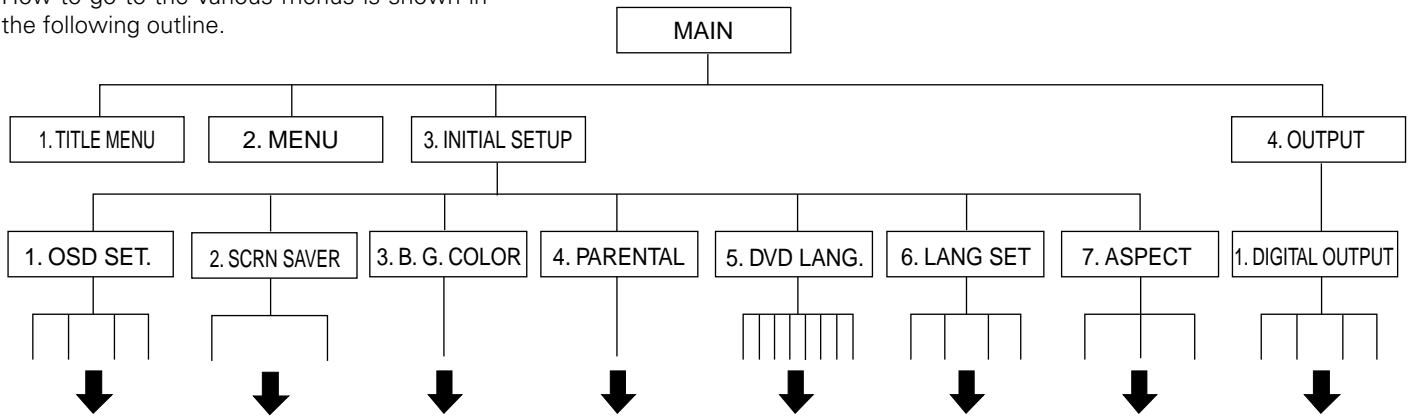 How to go to the various menus is shown in
the following outline.
MAIN
1. TITLE MENU
2. MENU
3. INITIAL SETUP
4. OUTPUT
1. OSD SET.
2. SCRN SAVER
3. B. G. COLOR
4. PARENTAL
5. DVD LANG.
6. LANG SET
7. ASPECT
1. DIGITAL OUTPUT